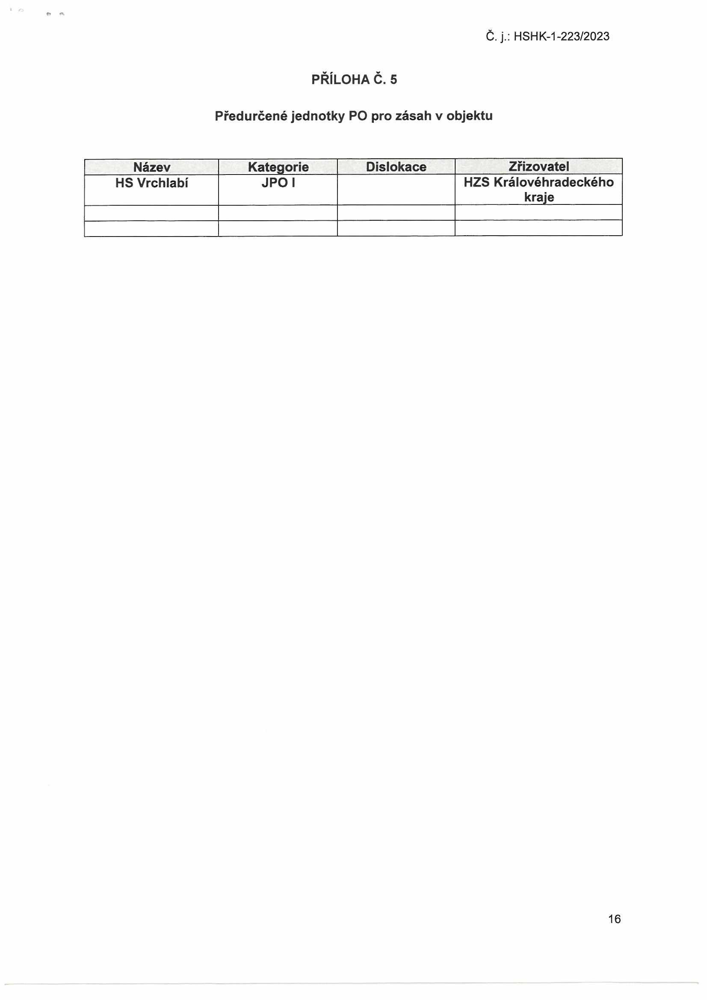 Č. j.: HSHK-1-223/2023
PŘÍLOHA Č. 5
Předurčené jednotky PO pro zásah v objektu
Název Kategorie Dislokace Zřizovatel
HS Vrchlabí JPO I HZS Královéhradeckého
kraje
16